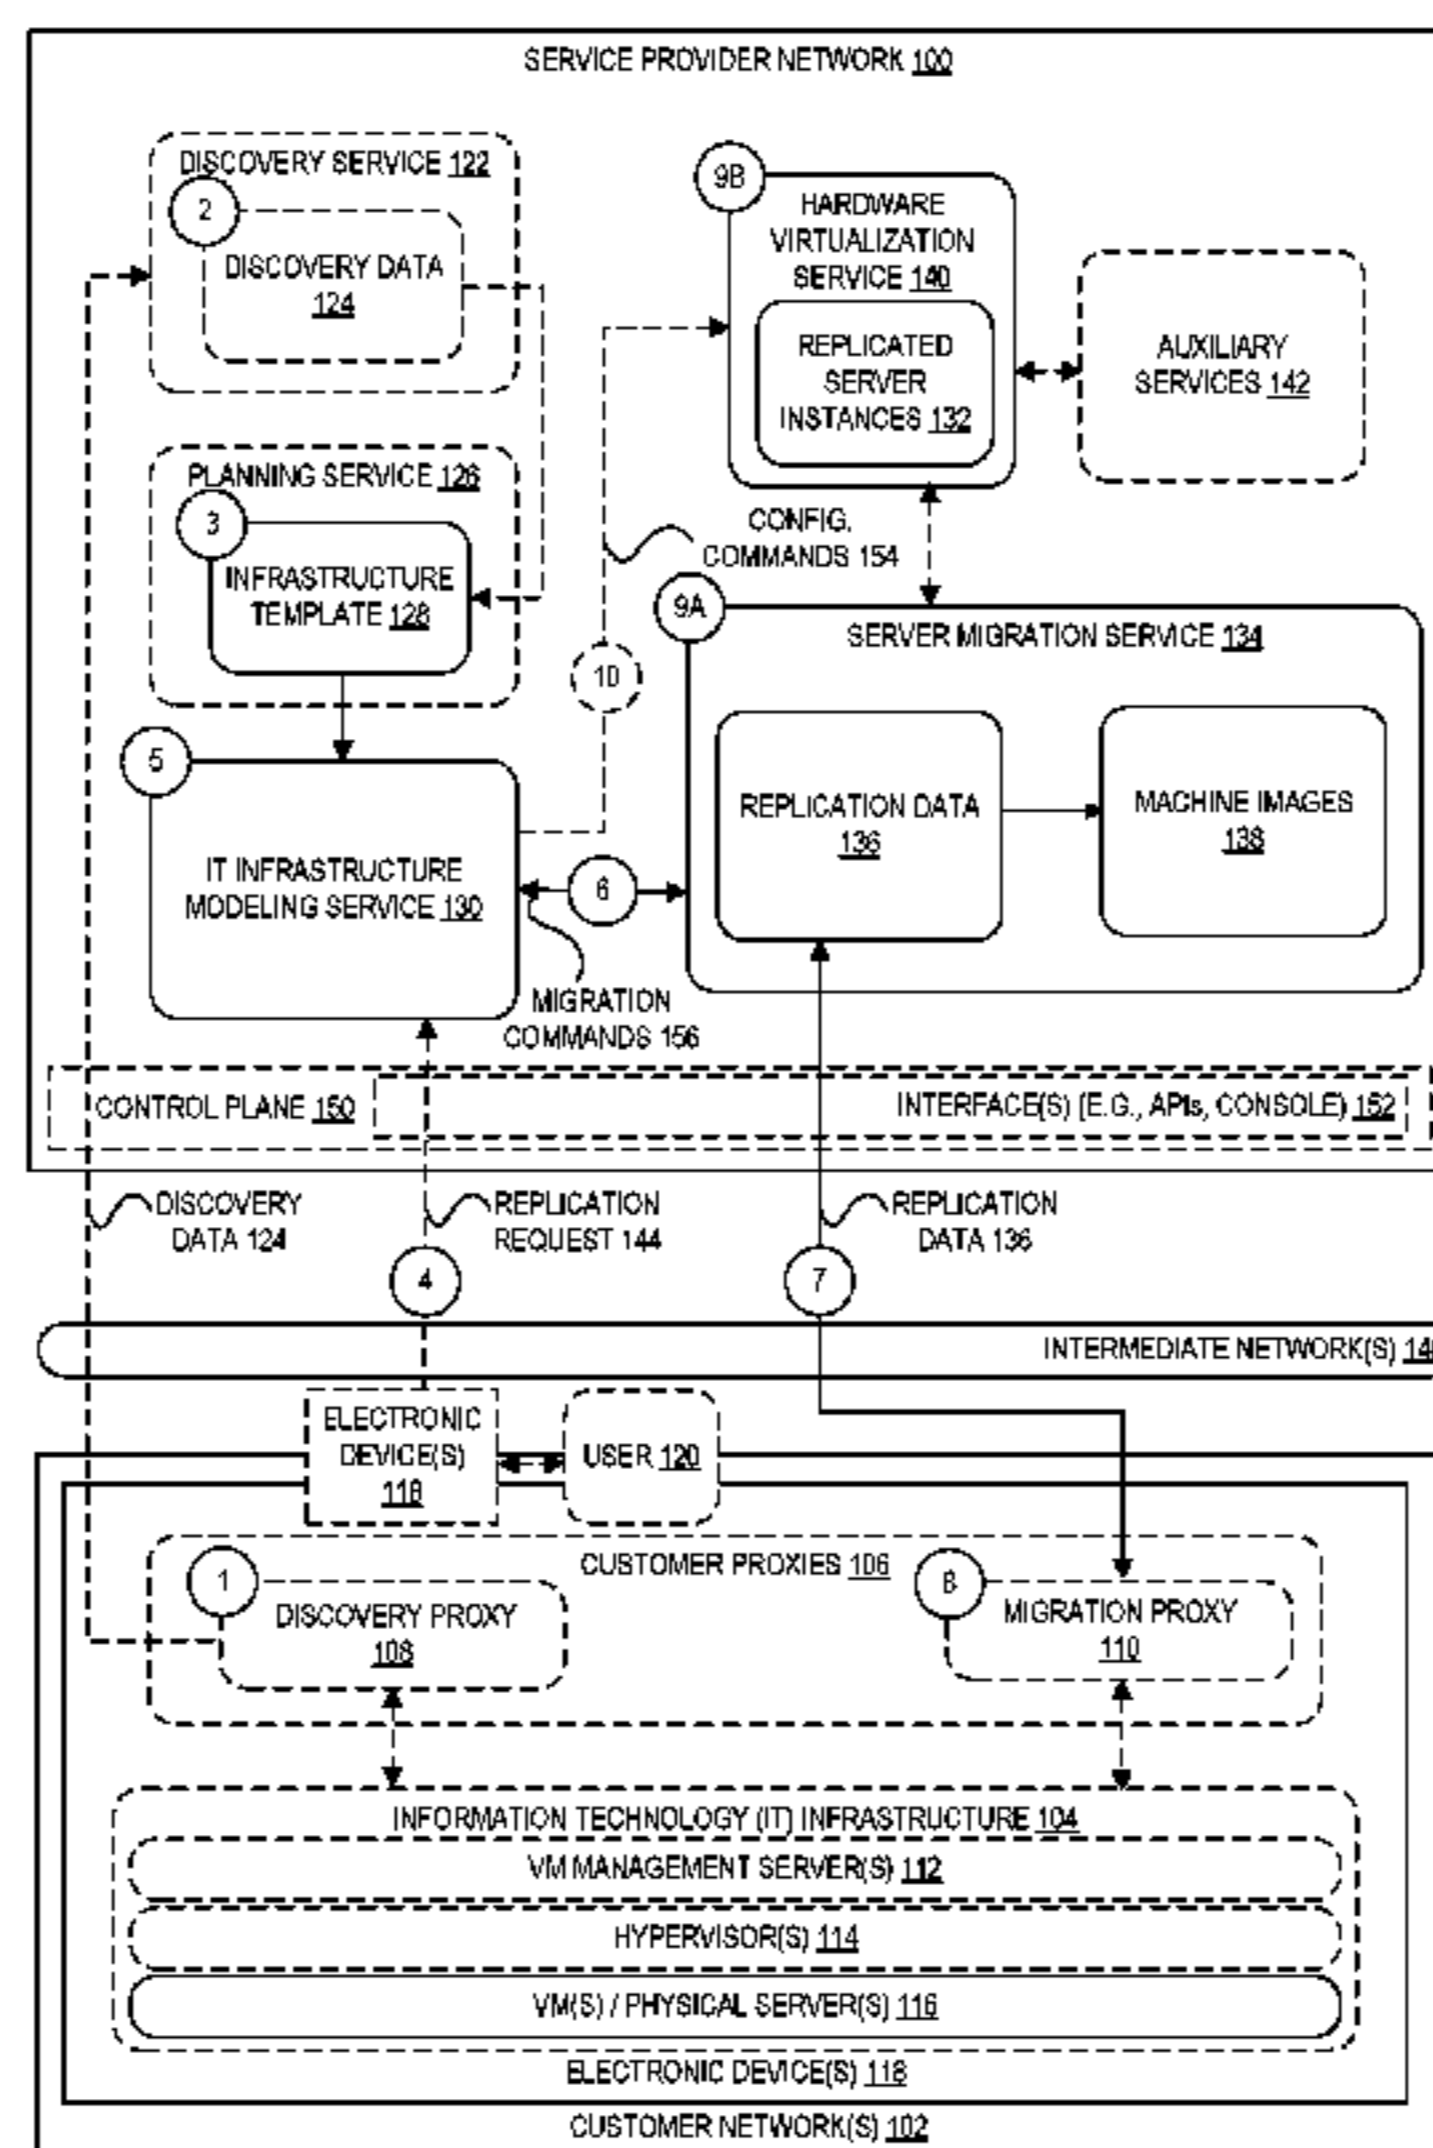 SERVICE PROVIDER NETWORK 100
DISCOVERY SERVICE 122
2
DISCOVERY DATA
124
9B
HARDWARE
VIRTUALIZATION
SERVICE 140
REPLICATED
SERVER
INSTANCES 132
AUXILIARY
SERVICES 142
PLANNING SERVICE 126
3
INFRASTRUCTURE
TEMPLATE 128
CONFIG.
COMMANDS 154
9A
SERVER MIGRATION SERVICE 134
10
5
IT INFRASTRUCTURE
MODELING SERVICE 130
6
REPLICATION DATA
136
MACHINE IMAGES
138
MIGRATION
COMMANDS 156
CONTROL PLANE 150
INTERFACE(S) (E.G., APIs, CONSOLE) 152
DISCOVERY
DATA 124
REPLICATION
REQUEST 144
REPLICATION
DATA 136
4
7
INTERMEDIATE NETWORK(S)
ELECTRONIC
DEVICE(S)
118
USER 120
CUSTOMER PROXIES 106
1
DISCOVERY PROXY
108
8
MIGRATION PROXY
110
INFORMATION TECHNOLOGY (IT) INFRASTRUCTURE 104
VM MANAGEMENT SERVER(S) 112
HYPERVISOR(S) 114
VM(S) / PHYSICAL SERVER(S) 116
ELECTRONIC DEVICE(S) 118
CUSTOMER NETWORK(S) 102